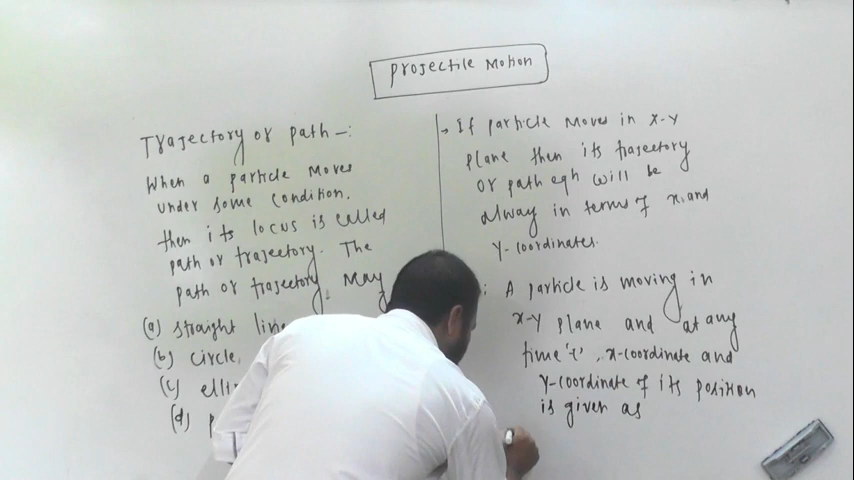 Projectile Motion
Trajectory or path -:
When a particle moves
under some condition.
then its locus is called
path or trajectory. The
path or trajectory may
(a) straight line
(b) circle,
(c)
(d)
→ If particle moves in x-y
plane then its trajectory
or path eqn will be
alway in terms of x and
y-coordinates.
: A particle is moving in
x-y plane and at any
time 't', x-coordinate and
y-coordinate of its position
is given as